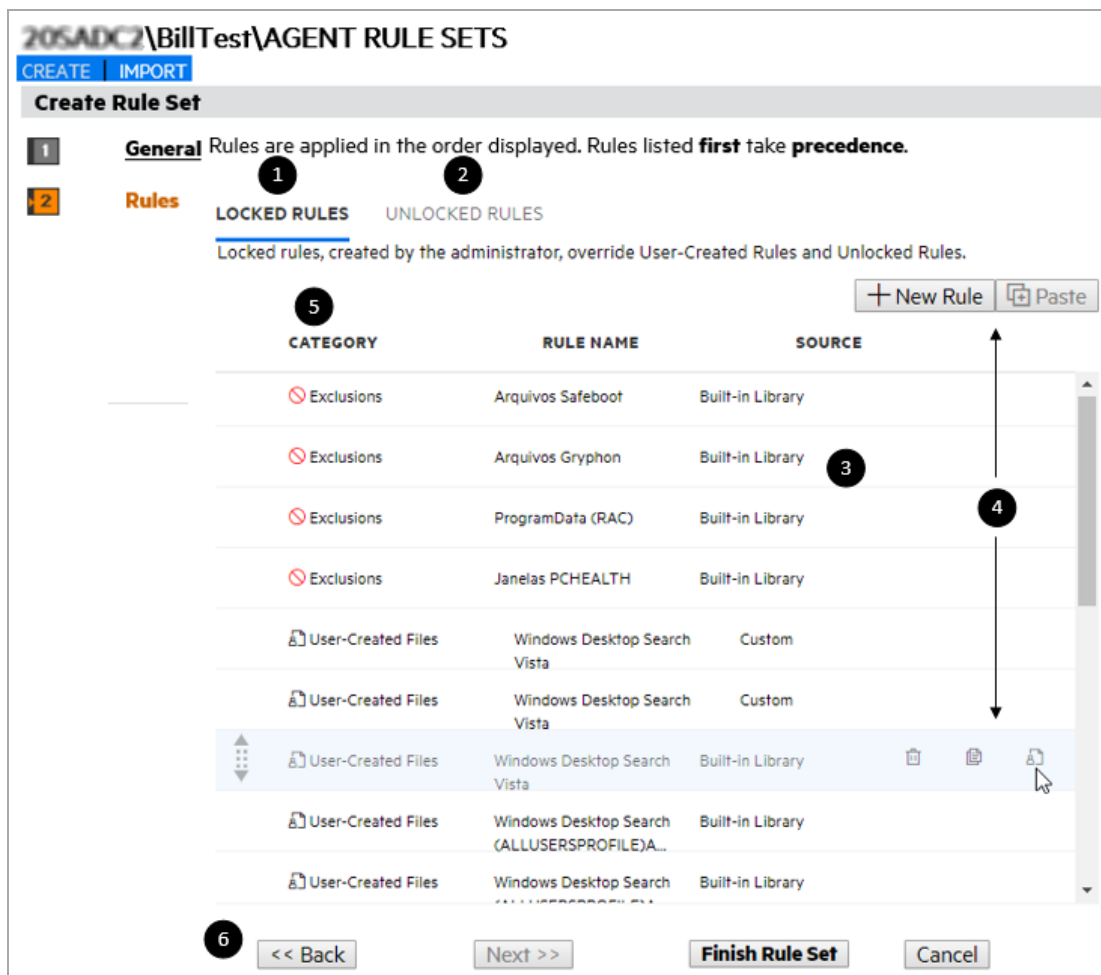 \BillTest\AGENT RULE SETS
CREATE | IMPORT
Create Rule Set
1 General Rules are applied in the order displayed. Rules listed first take precedence.
1 2
2 Rules
LOCKED RULES UNLOCKED RULES
Locked rules, created by the administrator, override User-Created Rules and Unlocked Rules.
New Rule Paste
5
CATEGORY RULE NAME SOURCE
Exclusions Arquivos Safeboot Built-in Library
Exclusions Arquivos Gryphon Built-in Library
3
4
Exclusions ProgramData (RAC) Built-in Library
Exclusions Janelas PCHEALTH Built-in Library
User-Created Files Windows Desktop Search Custom
Vista
User-Created Files Windows Desktop Search Custom
Vista
User-Created Files Windows Desktop Search Built-in Library
Vista
User-Created Files Windows Desktop Search Built-in Library
(ALLUSERSPROFILE)A...
User-Created Files Windows Desktop Search Built-in Library
6
<< Back Next >> Finish Rule Set Cancel